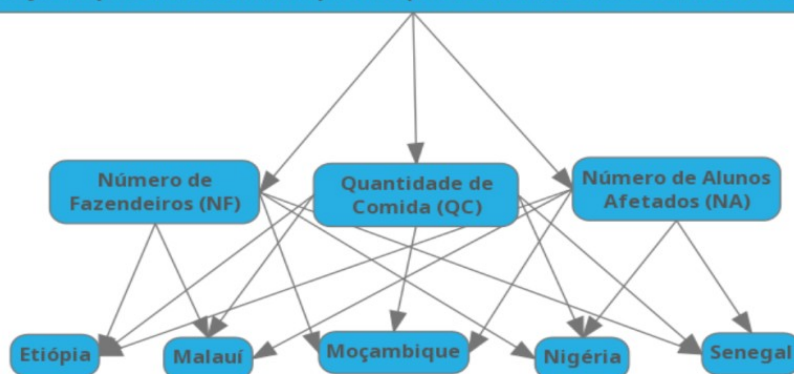 Número de
Fazendeiros (NF)
Quantidade de
Comida (QC)
Número de Alunos
Afetados (NA)
Etiópia
Malauí
Moçambique
Nigéria
Senegal